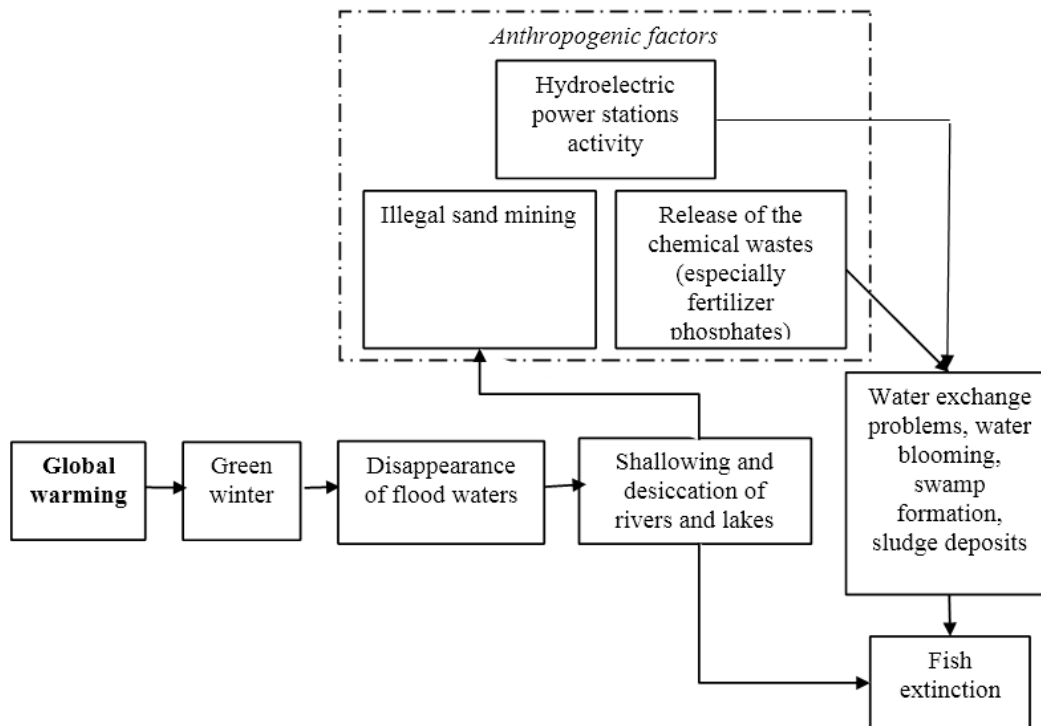 Anthropogenic factors
Hydroelectric
power stations
activity
Illegal sand mining
Release of the
chemical wastes
(especially
fertilizer
phosphates)
Water exchange
problems, water
blooming,
swamp
formation,
sludge deposits
Global
warming
Green
winter
Disappearance
of flood waters
Shallowing and
desiccation of
rivers and lakes
Fish
extinction